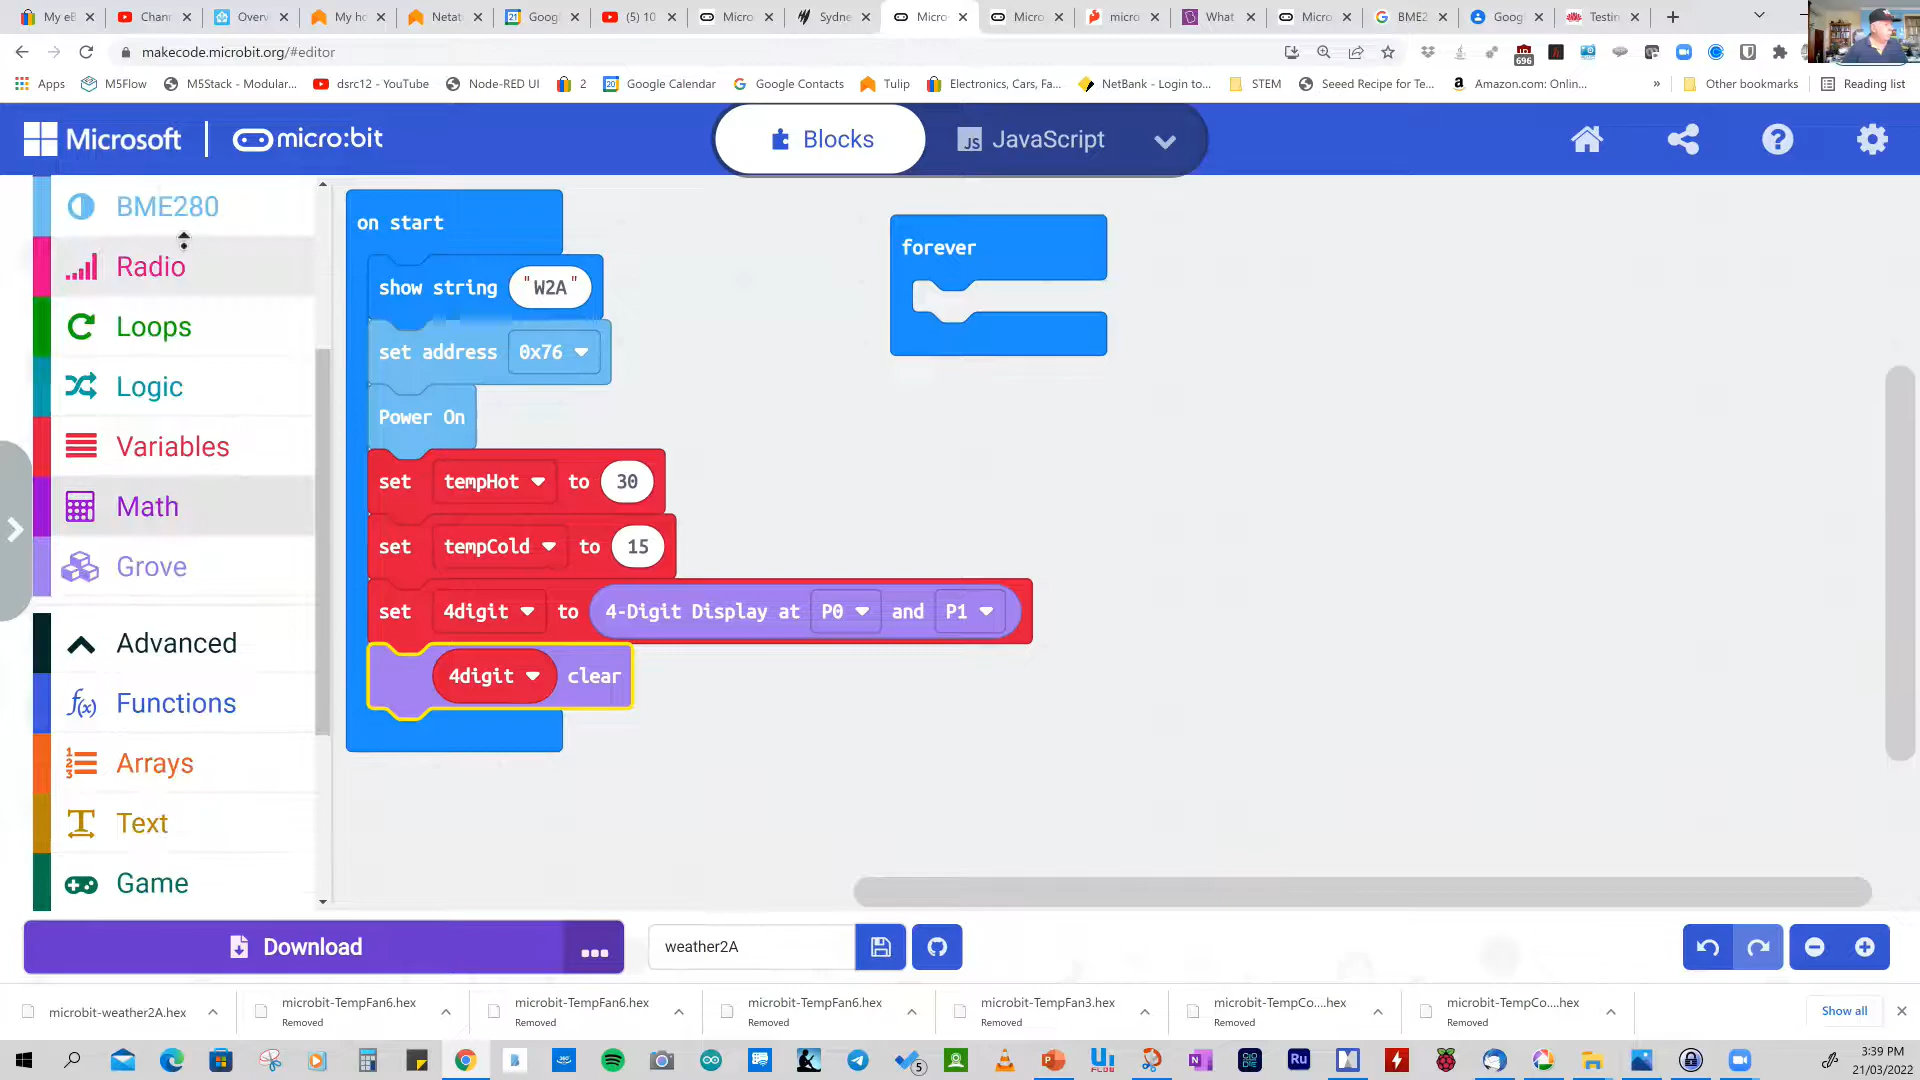 My eB
Chan
Overv
My ho
Netat
Goog
(5) 10
Micro
Sydne
Micro
Micro
micro
What
Micro
BME2
Goog
Testin
makecode.microbit.org/#editor
696
Apps
M5Flow
M5Stack - Modular...
dsrc12 - YouTube
Node-RED UI
2
Google Calendar
Google Contacts
Tulip
Electronics, Cars, Fa...
NetBank - Login to...
STEM
Seeed Recipe for Te...
Amazon.com: Onlin...
»
Other bookmarks
Reading list
Microsoft
micro:bit
Blocks
JS JavaScript
BME280
Radio
Loops
Logic
Variables
Math
Grove
Advanced
f(x) Functions
Arrays
Text
Game
on start
show string "W2A"
set address 0x76
Power On
set tempHot to 30
set tempCold to 15
set 4digit to 4-Digit Display at P0 and P1
4digit clear
forever
Download ...
weather2A
microbit-weather2A.hex
microbit-TempFan6.hex
Removed
microbit-TempFan6.hex
Removed
microbit-TempFan6.hex
Removed
microbit-TempFan3.hex
Removed
microbit-TempCo....hex
Removed
microbit-TempCo....hex
Removed
Show all
5
Ru
3:39 PM
21/03/2022